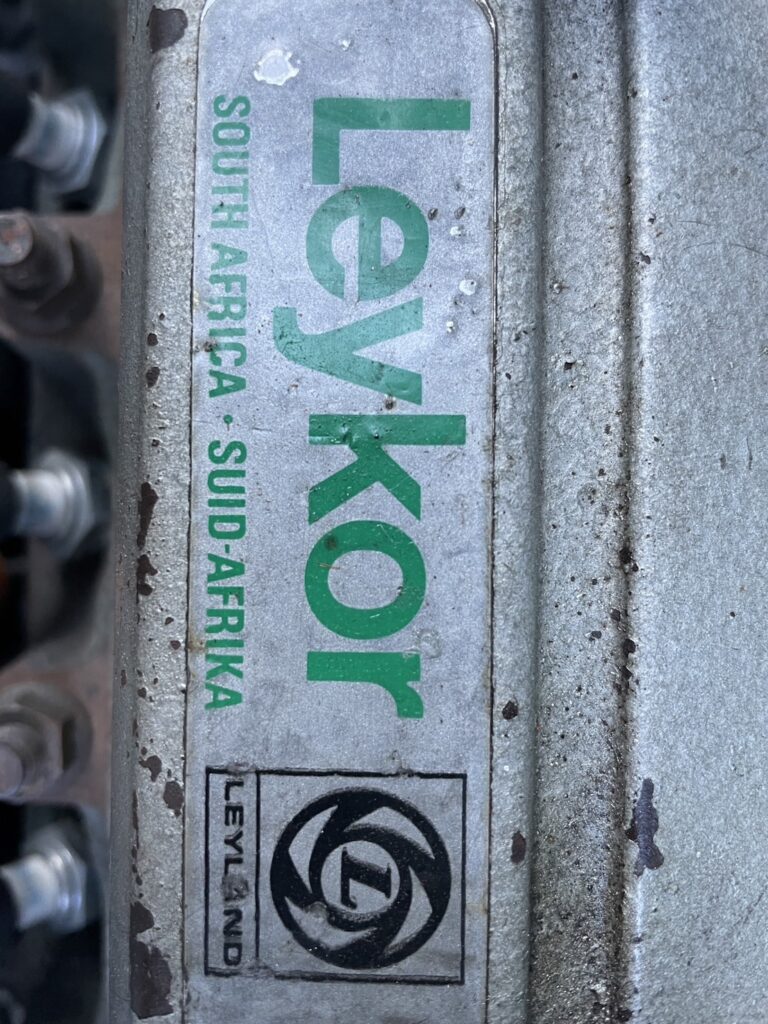 Leykor
SOUTH AFRICA · SUID-AFRIKA
L
LEYLAND